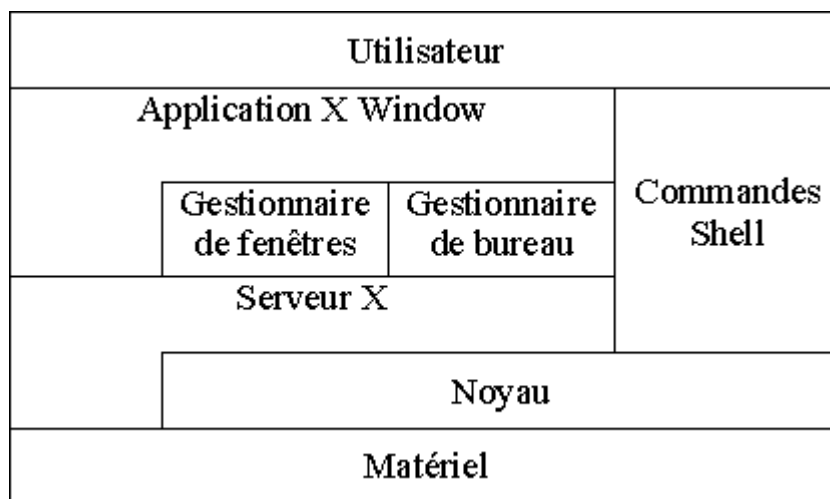 Utilisateur
Application X Window
Gestionnaire
de fenêtres
Gestionnaire
de bureau
Commandes
Shell
Serveur X
Noyau
Matériel